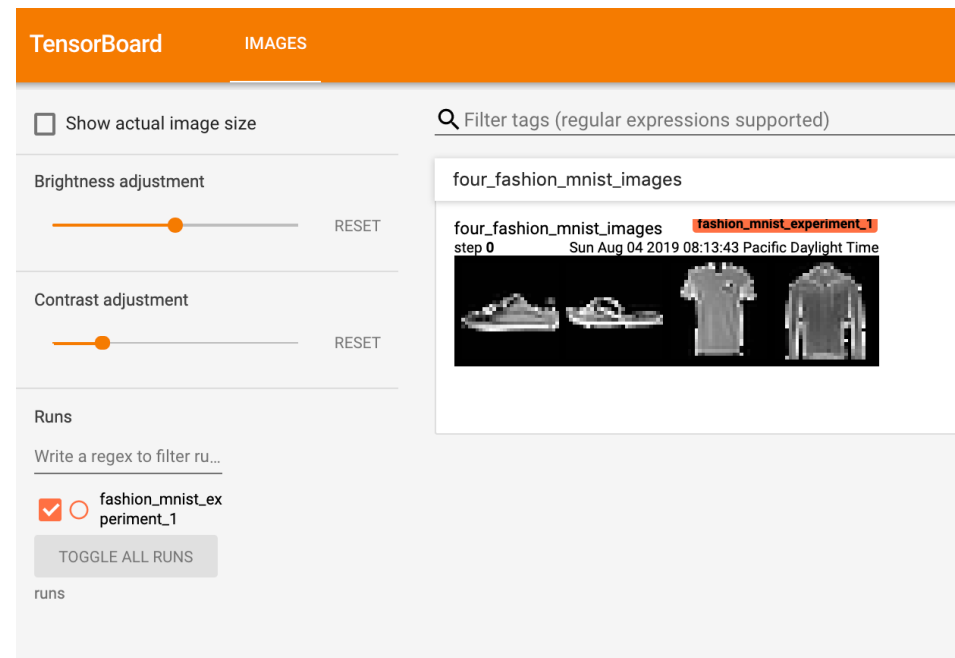 TensorBoard IMAGES
Show actual image size
Brightness adjustment
RESET
Contrast adjustment
RESET
Runs
Write a regex to filter ru...
fashion_mnist_ex
periment_1
TOGGLE ALL RUNS
runs
Filter tags (regular expressions supported)
four_fashion_mnist_images
four_fashion_mnist_images fashion_mnist_experiment_1
step 0 Sun Aug 04 2019 08:13:43 Pacific Daylight Time